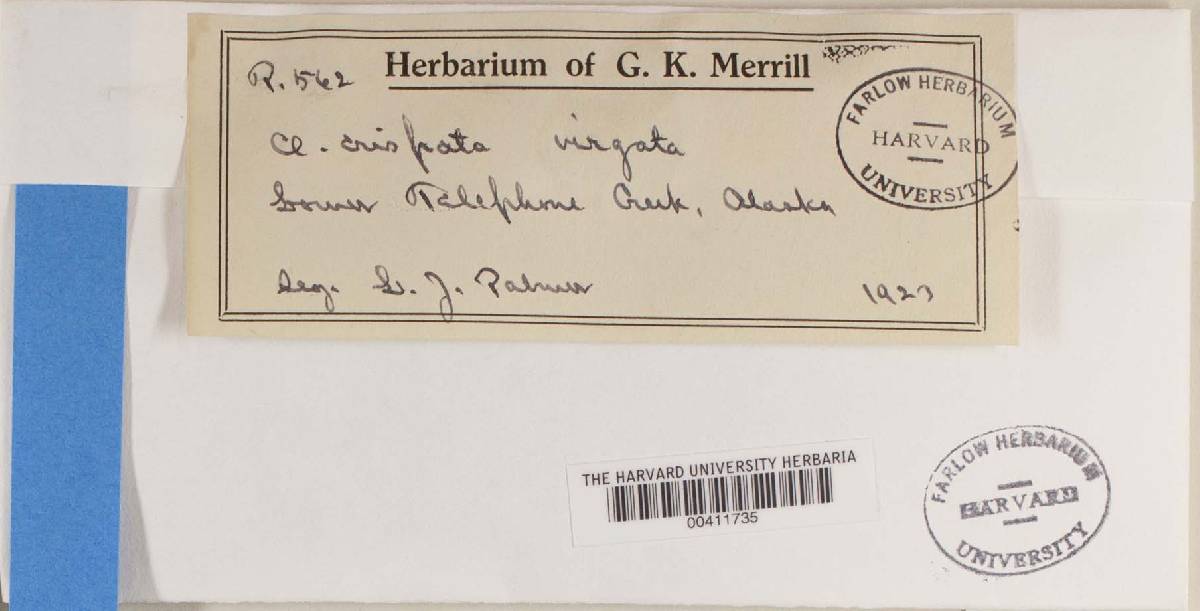 Herbarium of G. K. Merrill
P. 562
Cl. crispata virgata
Lower Telephone Creek, Alaska
Leg. L. J. Palmer
1923
FARLOW HERBARIUM
HARVARD
UNIVERSITY
THE HARVARD UNIVERSITY HERBARIA
00411735
FARLOW HERBARIUM
HARVARD
UNIVERSITY